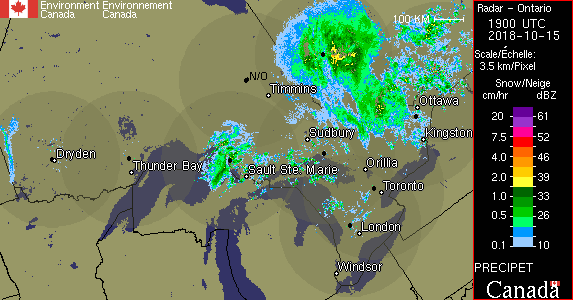 Environment Environnement
Canada Canada
100 KM
N/O
Timmins
Ottawa
Sudbury
Kingston
Dryden
Thunder Bay
Sault Ste. Marie
Orillia
Toronto
London
Windsor
Radar - Ontario
1900 UTC
2018-10-15
Scale/Échelle:
3.5 km/Pixel
Snow/Neige
cm/hr dBZ
20 61
7.5 52
4.0 46
2.0 39
1.0 33
0.5 26
0.1 10
PRECIPET
Canada